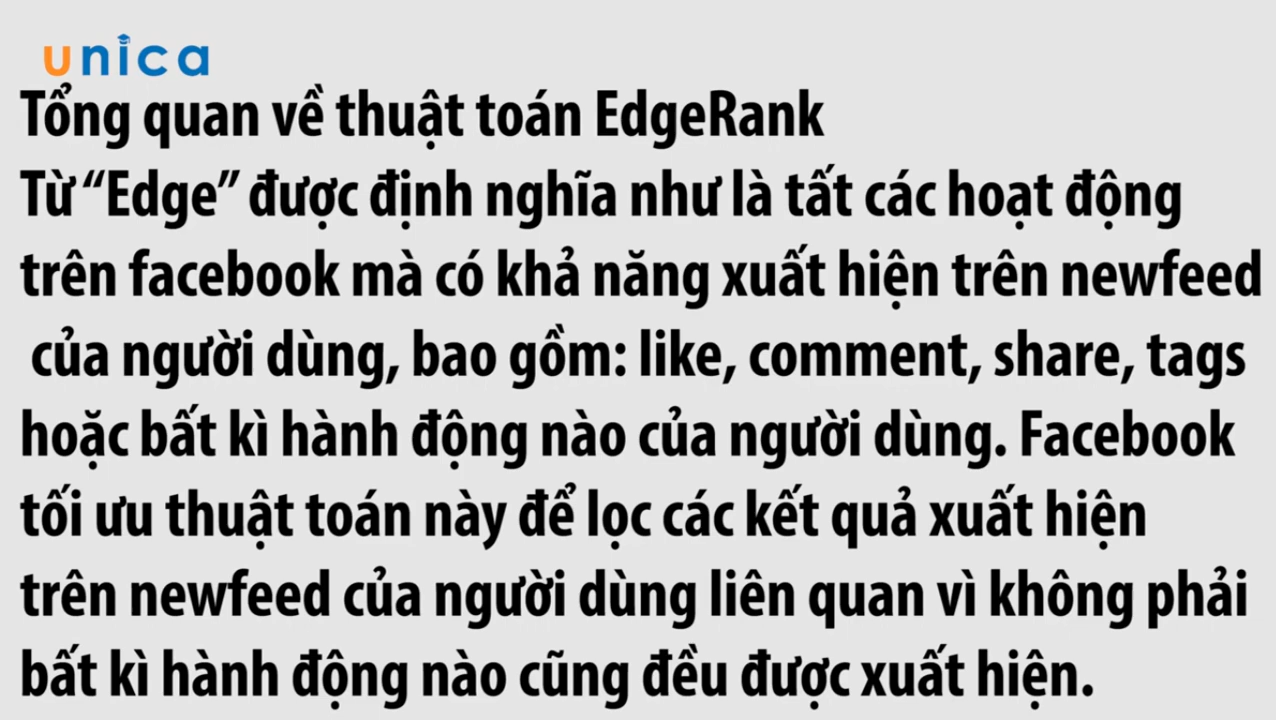 unica
Tổng quan về thuật toán EdgeRank
Từ “Edge” được định nghĩa như là tất các hoạt động
trên facebook mà có khả năng xuất hiện trên newfeed
của người dùng, bao gồm: like, comment, share, tags
hoặc bất kì hành động nào của người dùng. Facebook
tối ưu thuật toán này để lọc các kết quả xuất hiện
trên newfeed của người dùng liên quan vì không phải
bất kì hành động nào cũng đều được xuất hiện.